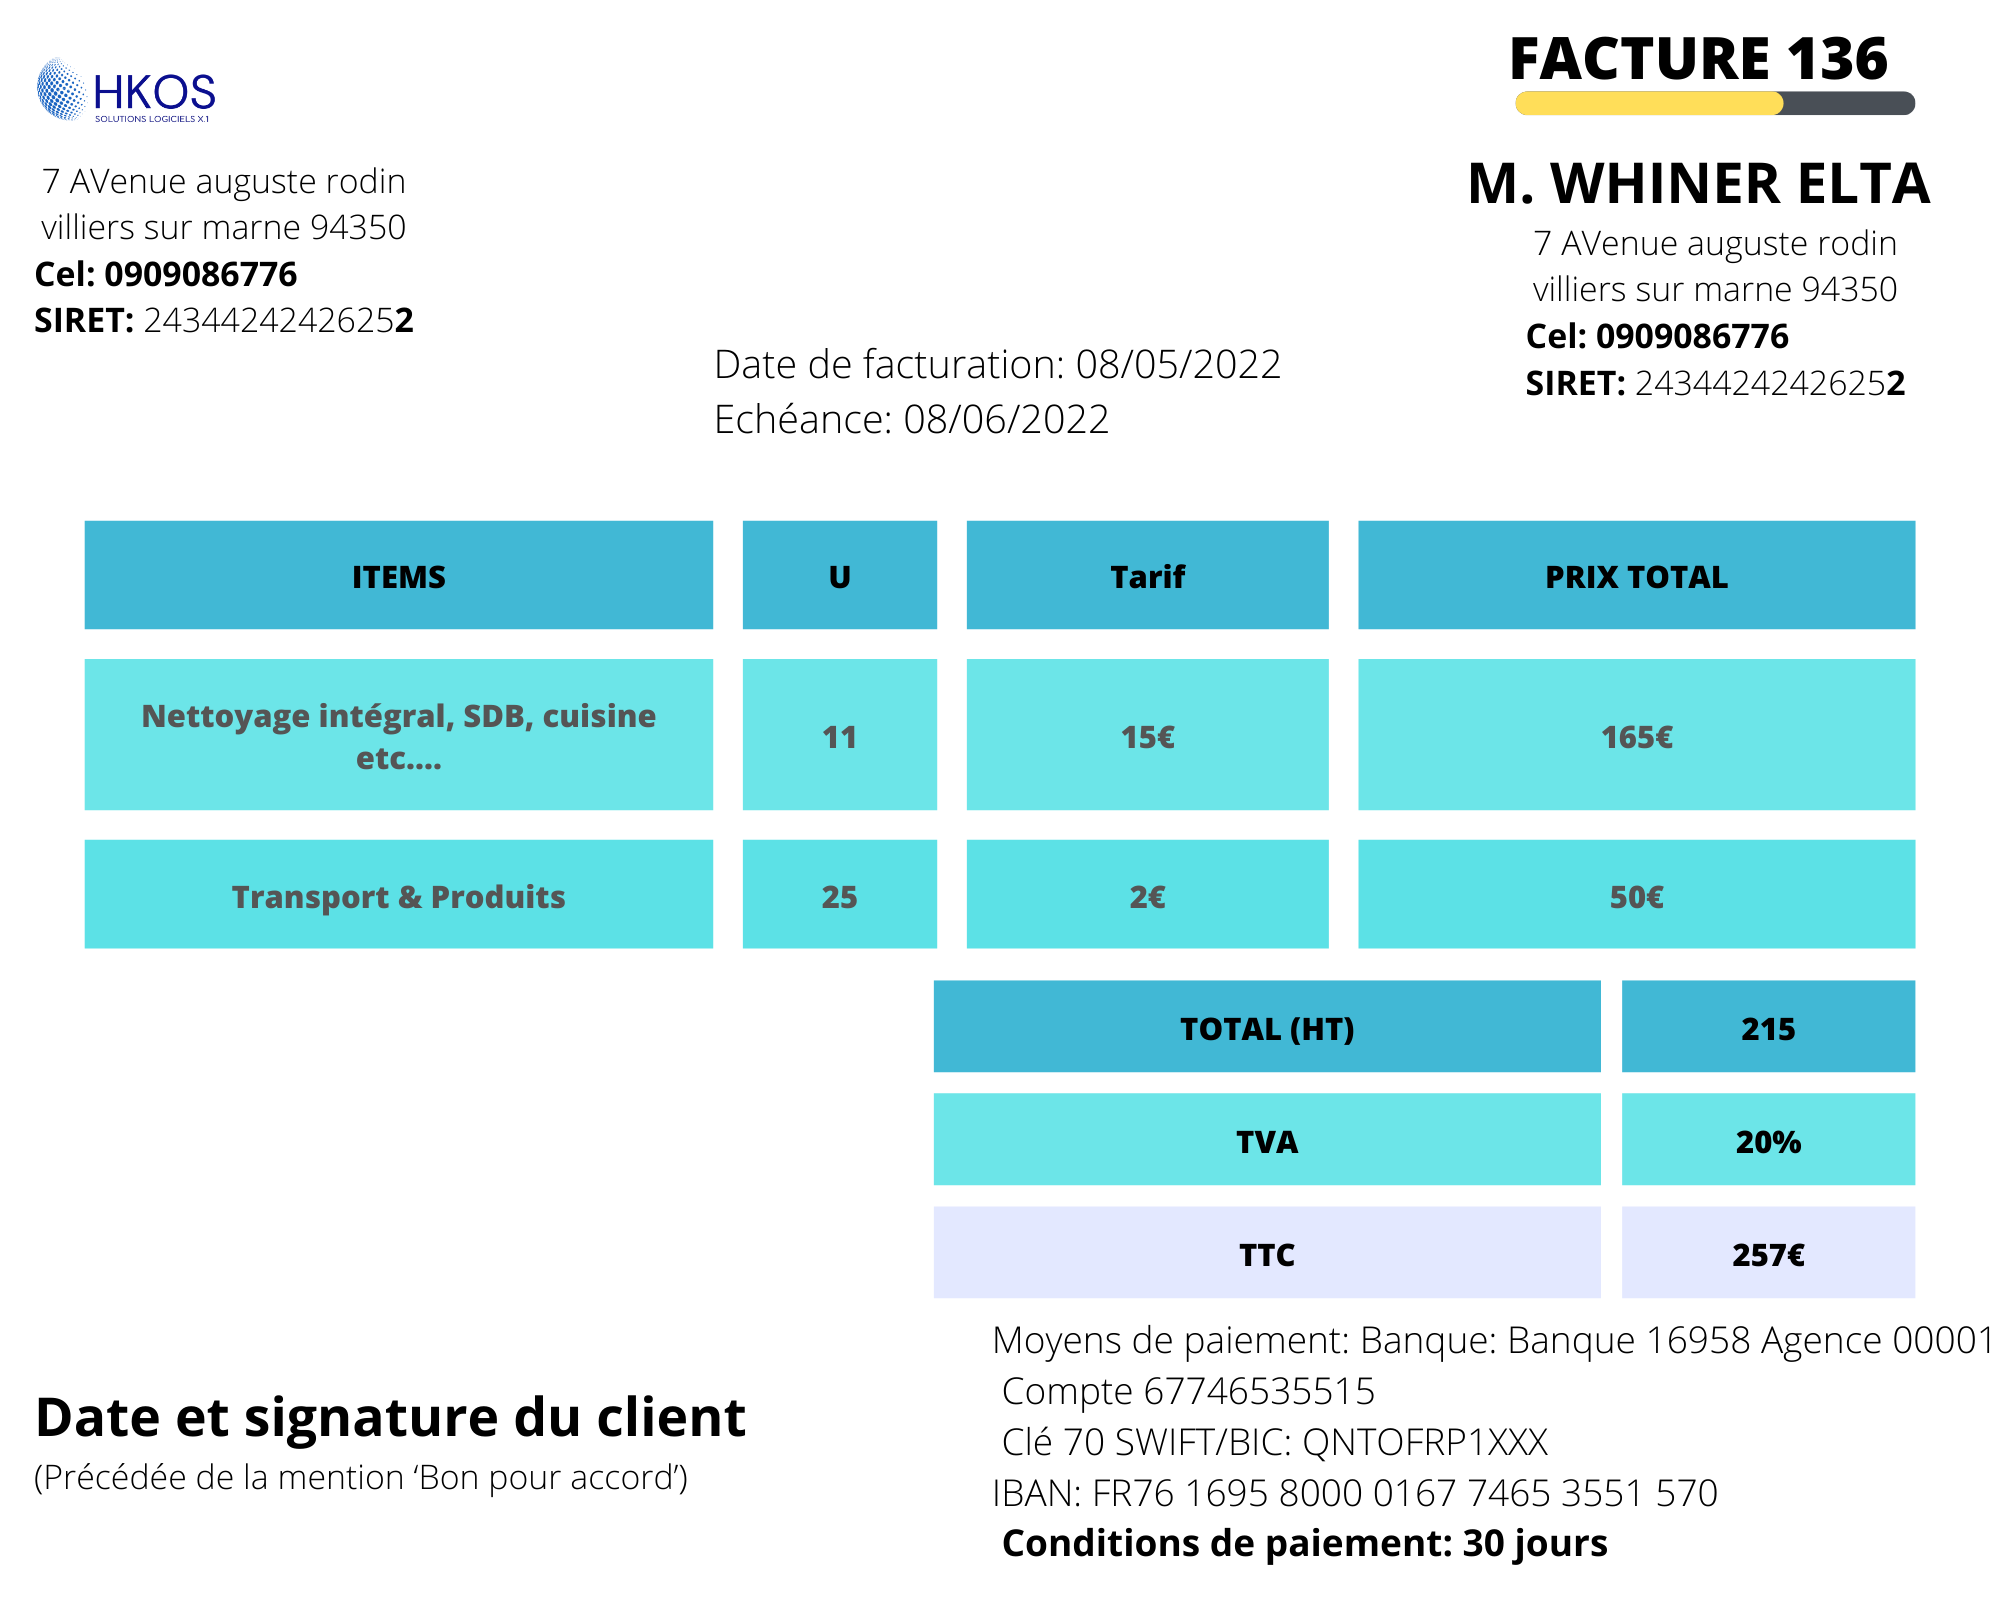 HKOS
SOLUTIONS LOGICIELS X.1
7 AVenue auguste rodin
villiers sur marne 94350
Cel: 0909086776
SIRET: 24344242426252
FACTURE 136
M. WHINER ELTA
7 AVenue auguste rodin
villiers sur marne 94350
Cel: 0909086776
SIRET: 24344242426252
Date de facturation: 08/05/2022
Echéance: 08/06/2022
ITEMS U Tarif PRIX TOTAL
Nettoyage intégral, SDB, cuisine
etc.... 11 15€ 165€
Transport & Produits 25 2€ 50€
TOTAL (HT) 215
TVA 20%
TTC 257€
Moyens de paiement: Banque: Banque 16958 Agence 00001
Compte 67746535515
Clé 70 SWIFT/BIC: QNTOFRP1XXX
IBAN: FR76 1695 8000 0167 7465 3551 570
Conditions de paiement: 30 jours
Date et signature du client
(Précédée de la mention ‘Bon pour accord’)